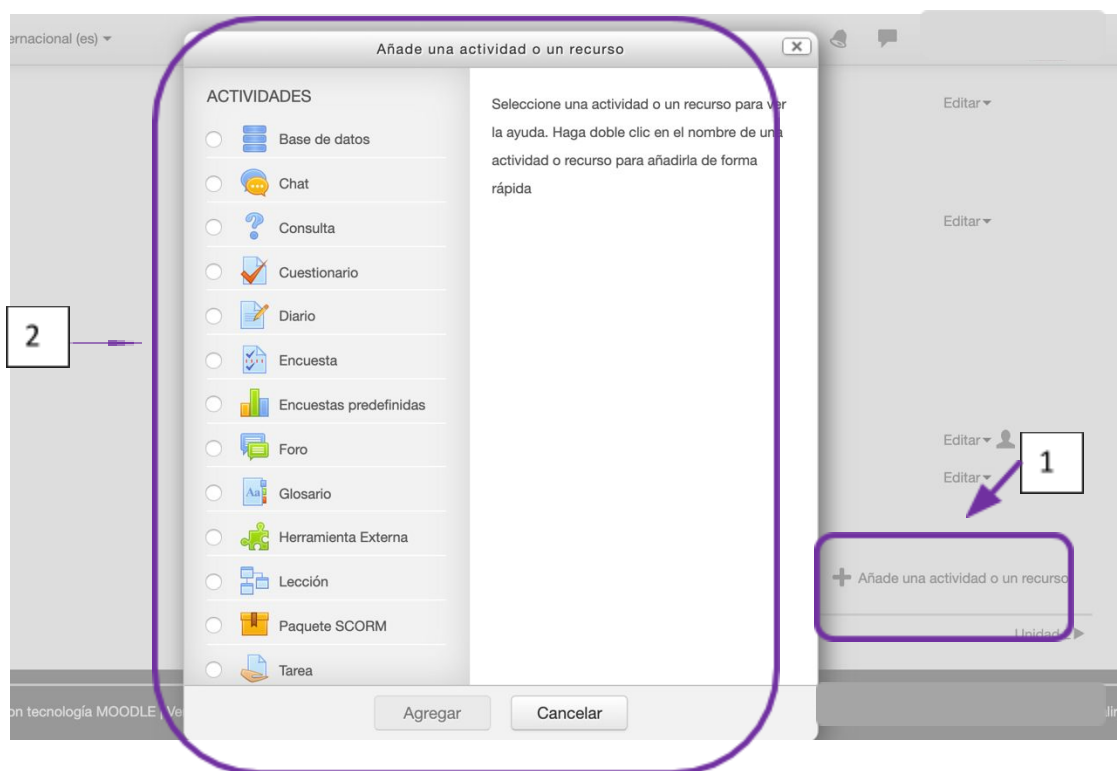 Añade una actividad o un recurso
ACTIVIDADES
Base de datos
Chat
Consulta
Cuestionario
Diario
Encuesta
Encuestas predefinidas
Foro
Glosario
Herramienta Externa
Lección
Paquete SCORM
Tarea
Seleccione una actividad o un recurso para ver
la ayuda. Haga doble clic en el nombre de una
actividad o recurso para añadirla de forma
rápida
Agregar
Cancelar
(es)
Editar
Editar
Editar
Editar
1
2
Añade una actividad o un recurso
Unidad
tecnología MOODLE